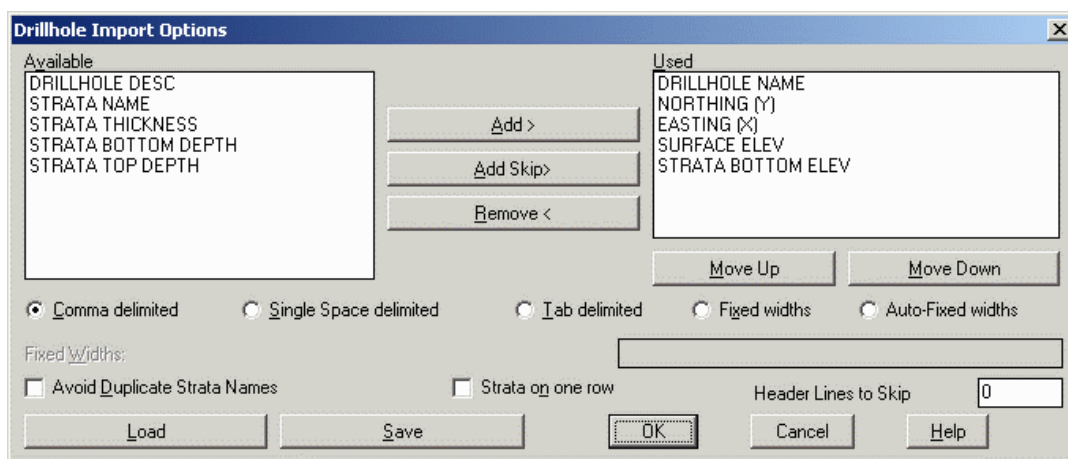 Drillhole Import Options
Available
DRILLHOLE DESC
STRATA NAME
STRATA THICKNESS
STRATA BOTTOM DEPTH
STRATA TOP DEPTH
Add >
Add Skip>
Remove <
Used
DRILLHOLE NAME
NORTHING (Y)
EASTING (X)
SURFACE ELEV
STRATA BOTTOM ELEV
Move Up Move Down
Comma delimited Single Space delimited Tab delimited Fixed widths Auto-Fixed widths
Fixed Widths:
Avoid Duplicate Strata Names Strata on one row Header Lines to Skip 0
Load Save OK Cancel Help